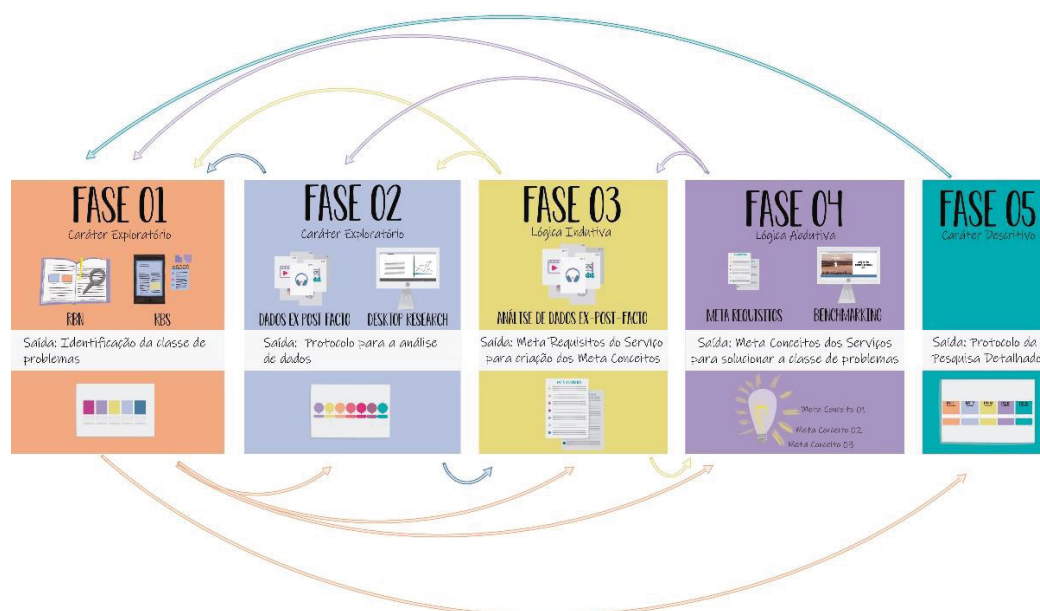 FASE 01
Caráter Exploratório
RBN
RBS
Saída: Identificação da classe de
problemas
FASE 02
Caráter Exploratório
DADOS EX POST FACTO
DESKTOP RESEARCH
Saída: Protocolo para a análise
de dados
FASE 03
Lógica Indutiva
ANÁLISE DE DADOS EX-POST-FACTO
Saída: Meta Requisitos do Serviço
para criação dos Meta Conceitos
FASE 04
Lógica Abdutiva
META REQUISITOS
BENCHMARKING
Saída: Meta Conceitos dos Serviços
para solucionar a classe de problemas
Meta Conceito 01
Meta Conceito 02
Meta Conceito 03
FASE 05
Caráter Descritivo
Saída: Protocolo da
Pesquisa Detalhado